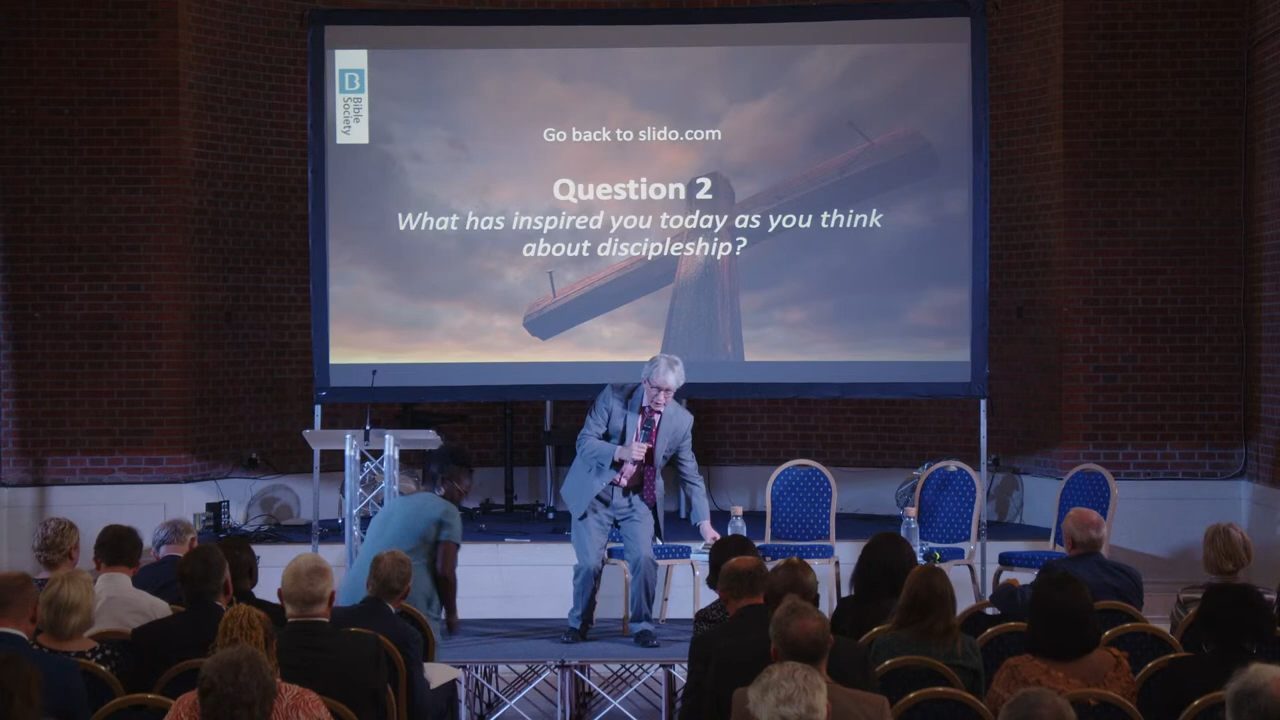 B
Bible
Society
Go back to slido.com
Question 2
What has inspired you today as you think
about discipleship?